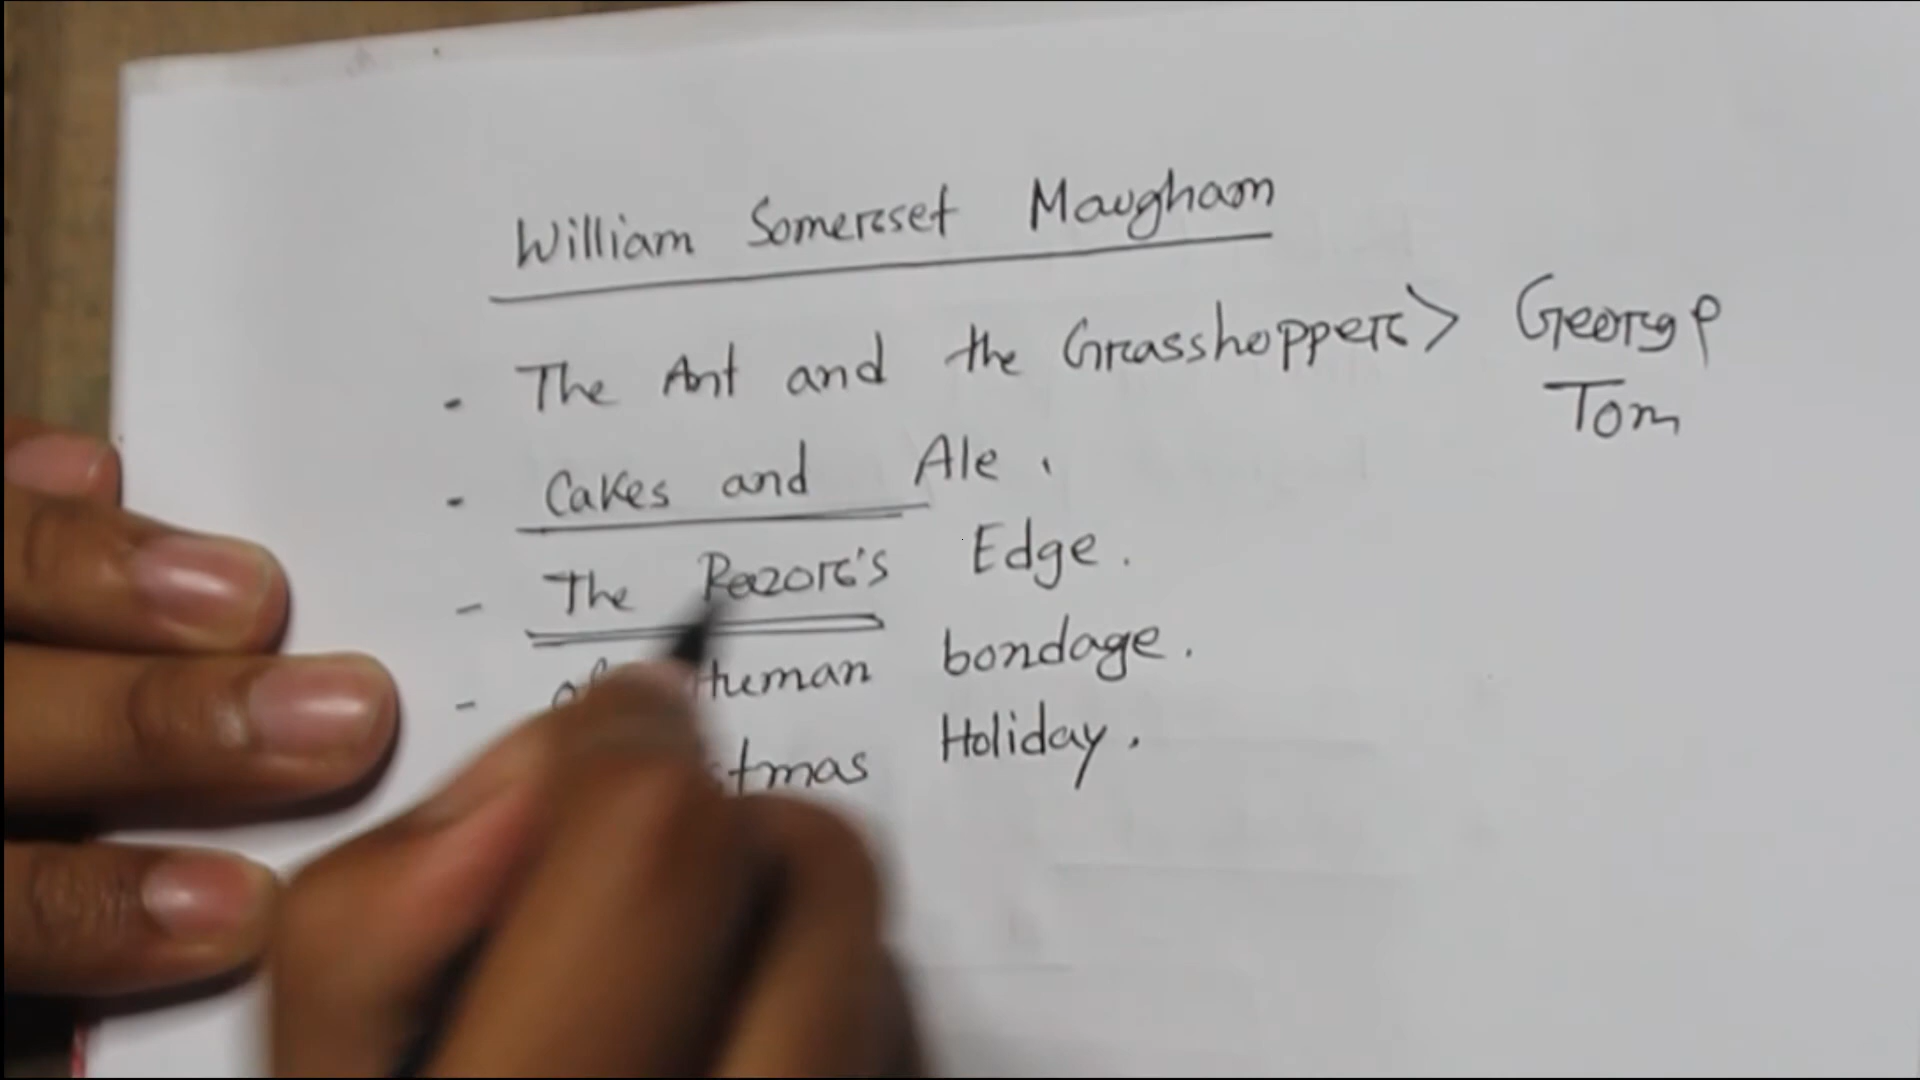 William Somerset Maugham
- The Ant and the Grasshopper > George
Tom
- Cakes and Ale.
- The Razor's Edge.
- Human bondage.
Holiday.